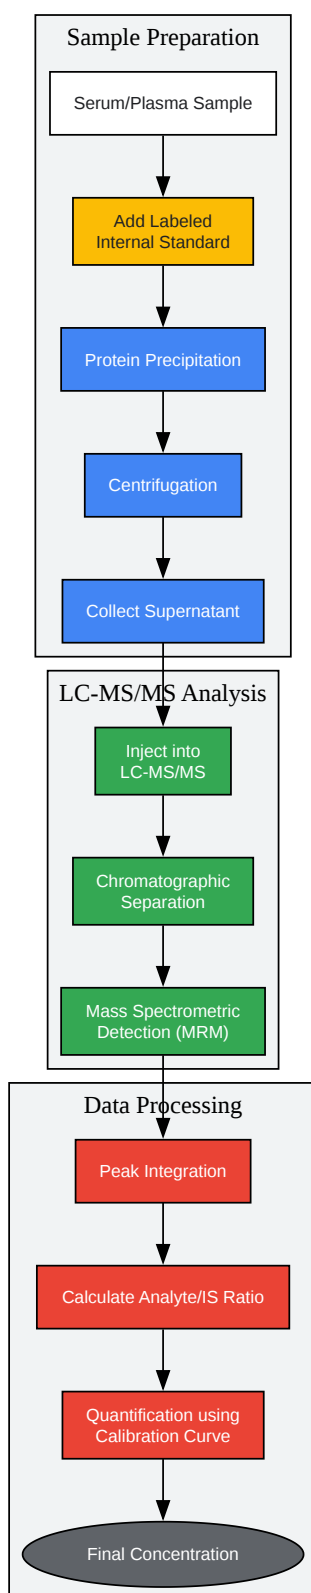 Sample Preparation
Serum/Plasma Sample
Add Labeled
Internal Standard
Protein Precipitation
Centrifugation
Collect Supernatant
LC-MS/MS Analysis
Inject into
LC-MS/MS
Chromatographic
Separation
Mass Spectrometric
Detection (MRM)
Data Processing
Peak Integration
Calculate Analyte/IS Ratio
Quantification using
Calibration Curve
Final Concentration